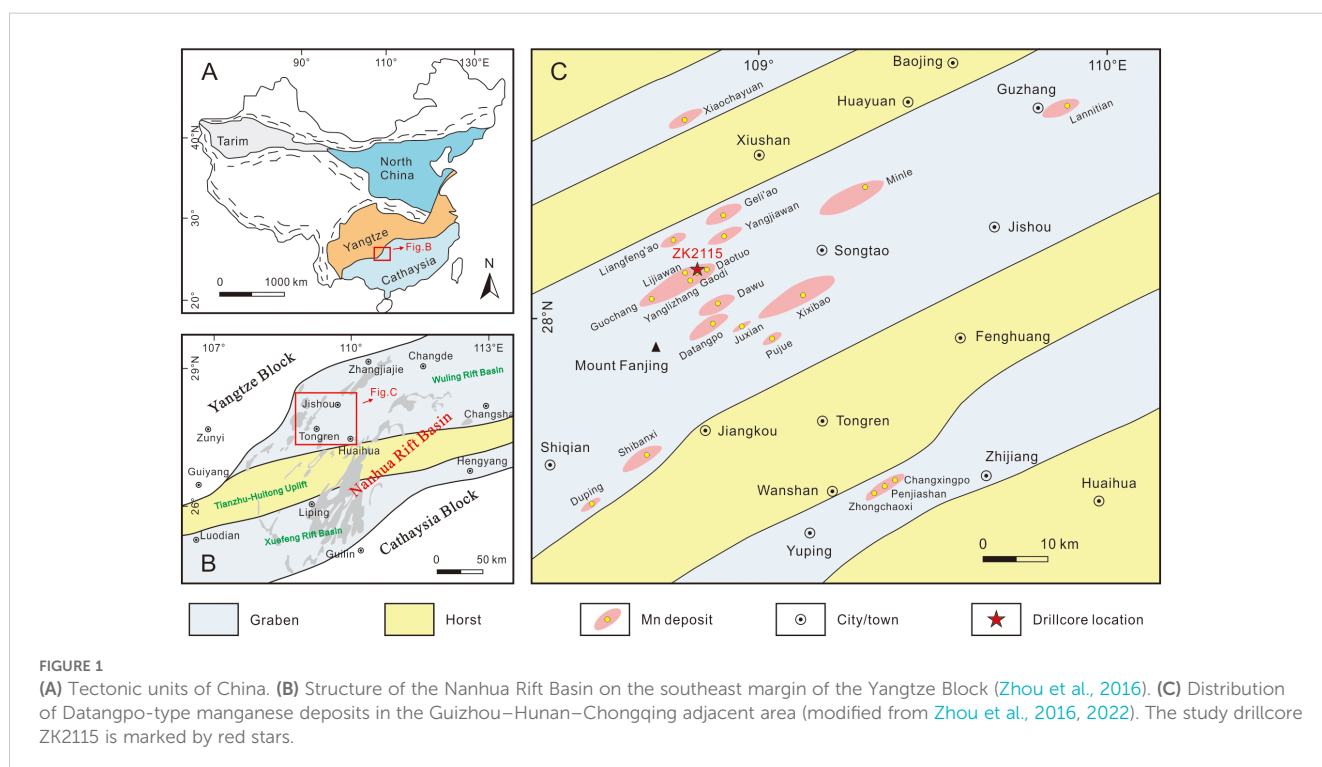 A
90°
110°
130°E
40°N
30°
20°
Tarim
North
China
Yangtze
Fig.B
Cathaysia
0 1000 km
N
B
107°
110°
113°E
29°N
26°
Yangtze Block
Zhangjiajie
Changde
Wuling Rift Basin
Jishou
Fig.C
Changsha
Zunyi
Tongren
Huaihua
Nanhua Rift Basin
Guiyang
Hengyang
Tianzhu-Huitong Uplift
Liping
Luodian
Xuefeng Rift Basin
Guilin
Cathaysia Block
0 50 km
C
109°
110°E
28°N
Baojing
Xiaochayuan
Huayuan
Guzhang
Lannitian
Xiushan
Minle
Geli'ao
Yangjiawan
Jishou
Liangfeng'ao
ZK2115
Songtao
Lijiawan
Daotuo
Gaodi
Yanglizhang
Guochang
Dawu
Xixibao
Datangpo
Juxian
Pujue
Fenghuang
Mount Fanjing
Jiangkou
Tongren
Shiqian
Shibanxi
Duping
Wanshan
Changxingpo
Penjiashan
Zhongchaoxi
Zhijiang
Huaihua
Yuping
0 10 km
Graben
Horst
Mn deposit
City/town
Drillcore location
FIGURE 1
(A) Tectonic units of China. (B) Structure of the Nanhua Rift Basin on the southeast margin of the Yangtze Block (Zhou et al., 2016). (C) Distribution
of Datangpo-type manganese deposits in the Guizhou–Hunan–Chongqing adjacent area (modified from Zhou et al., 2016, 2022). The study drillcore
ZK2115 is marked by red stars.